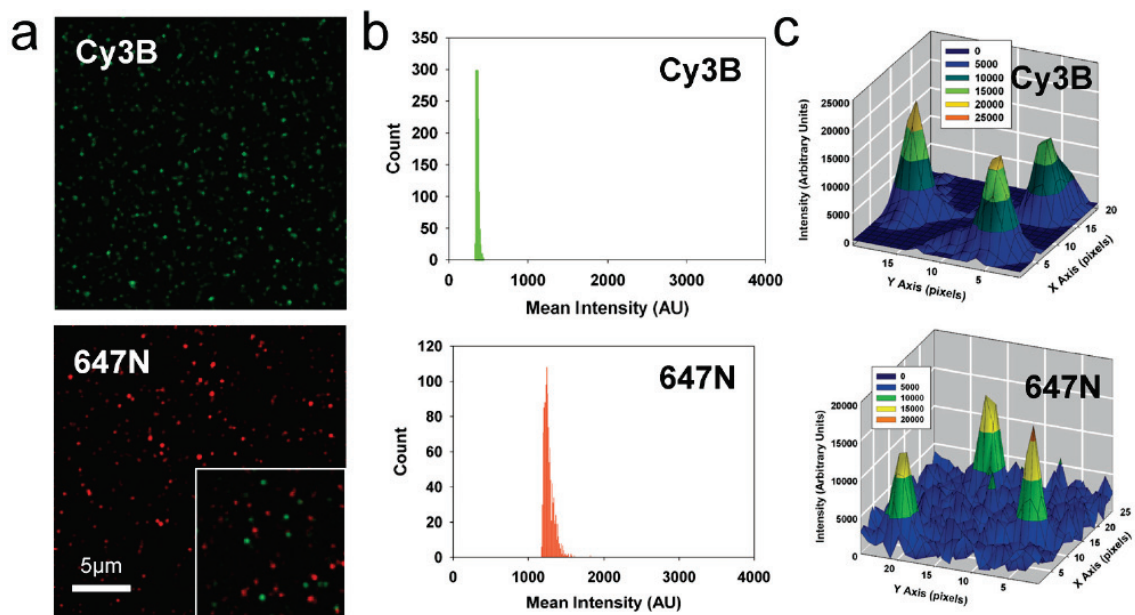 a
Cy3B
b
Cy3B
350
300
250
200
150
100
50
0
0 1000 2000 3000 4000
Count
Mean Intensity (AU)
c
Cy3B
0
5000
10000
15000
20000
25000
25000
20000
15000
10000
5000
0
Intensity (Arbitrary Units)
15 10 5
Y Axis (pixels)
5 10 15 20
X Axis (pixels)
647N
5µm
647N
120
100
80
60
40
20
0
0 1000 2000 3000 4000
Count
Mean Intensity (AU)
647N
0
5000
10000
15000
20000
20000
15000
10000
5000
0
Intensity (Arbitrary Units)
20 15 10 5
Y Axis (pixels)
5 10 15 20 25
X Axis (pixels)